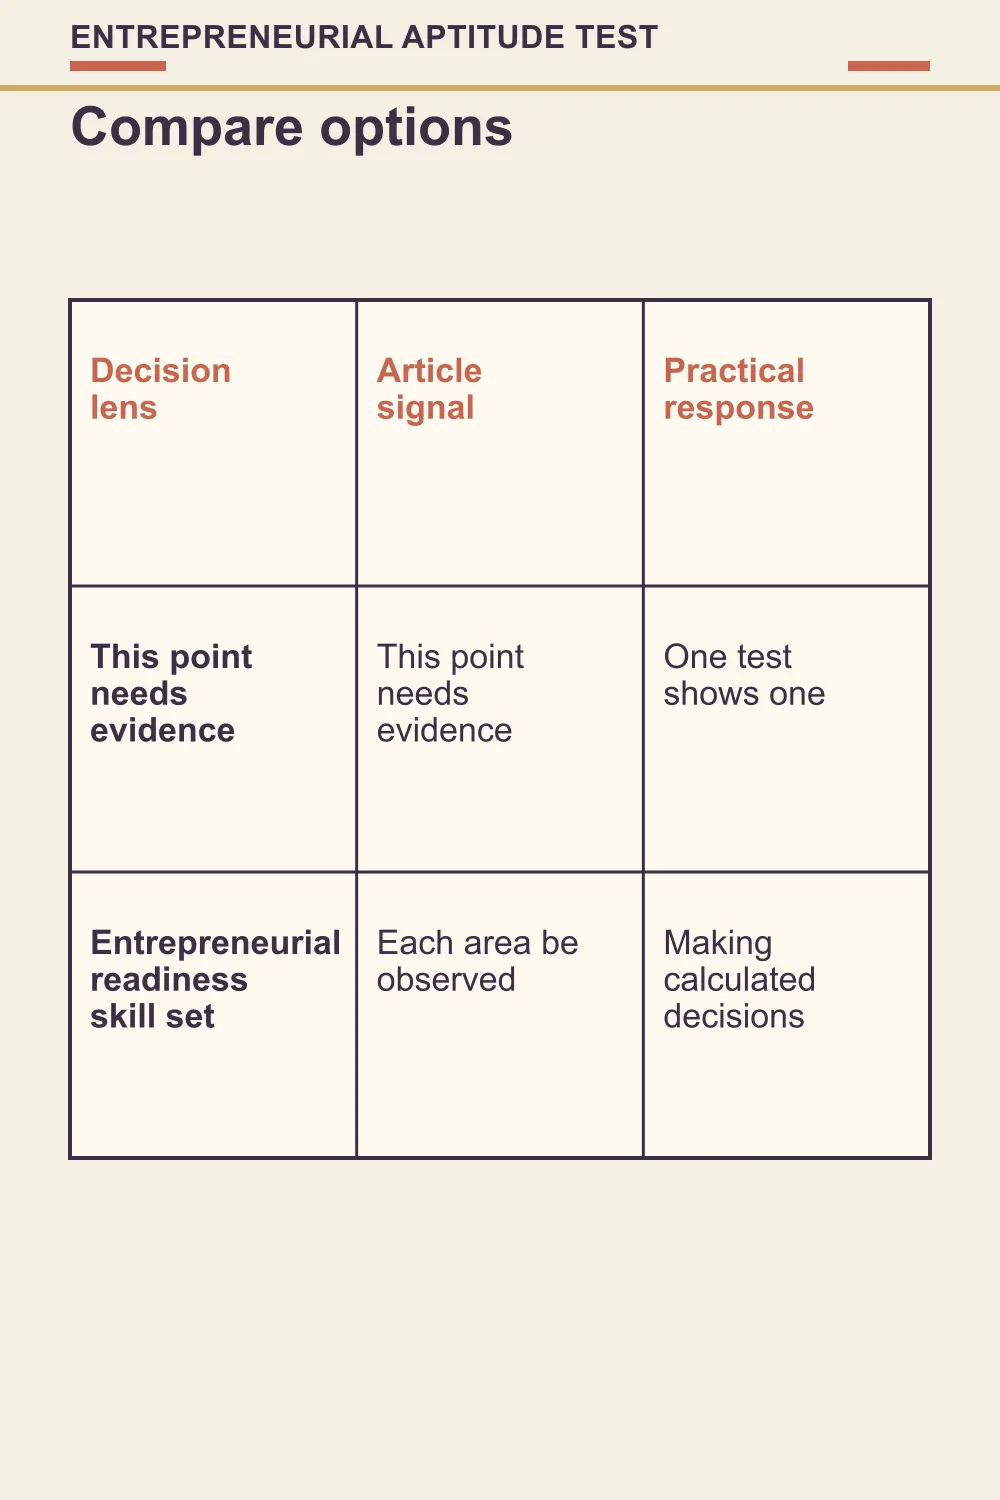 ENTREPRENEURIAL APTITUDE TEST
Compare options
Decision
lens
Article
signal
Practical
response
This point
needs
evidence
This point
needs
evidence
One test
shows one
Entrepreneurial
readiness
skill set
Each area be
observed
Making
calculated
decisions